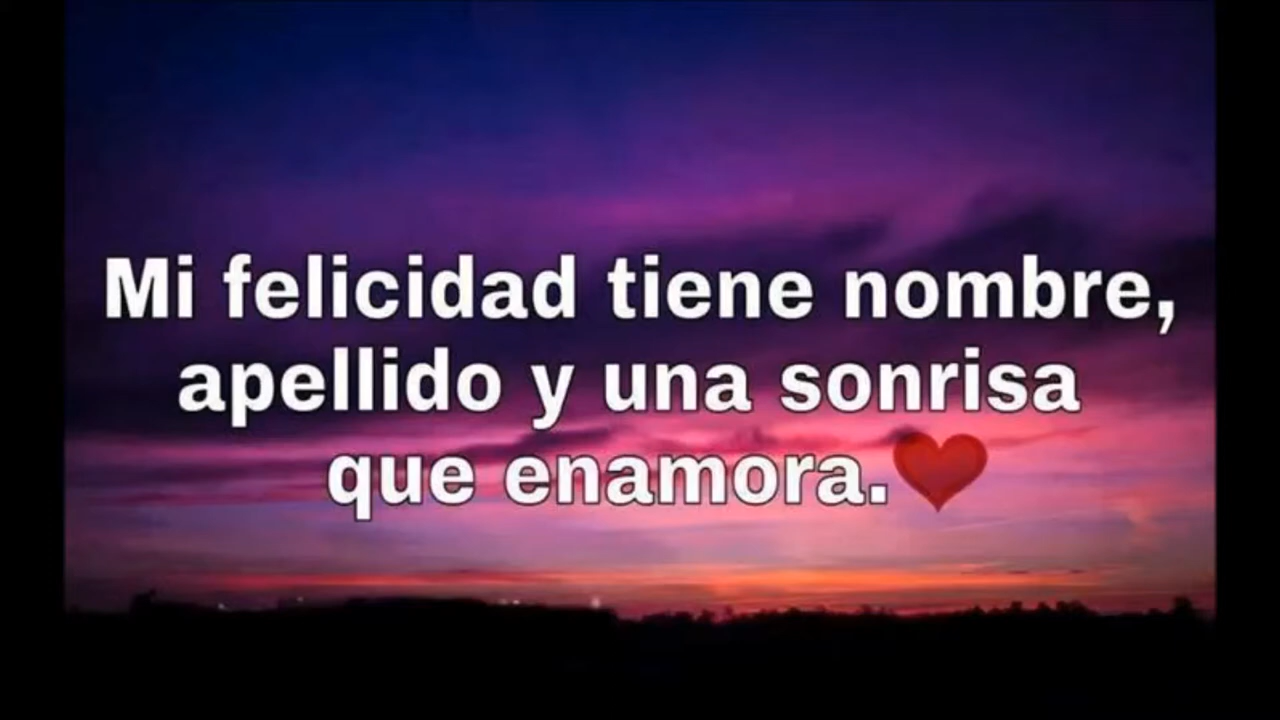 Mi felicidad tiene nombre,
apellido y una sonrisa
que enamora.❤